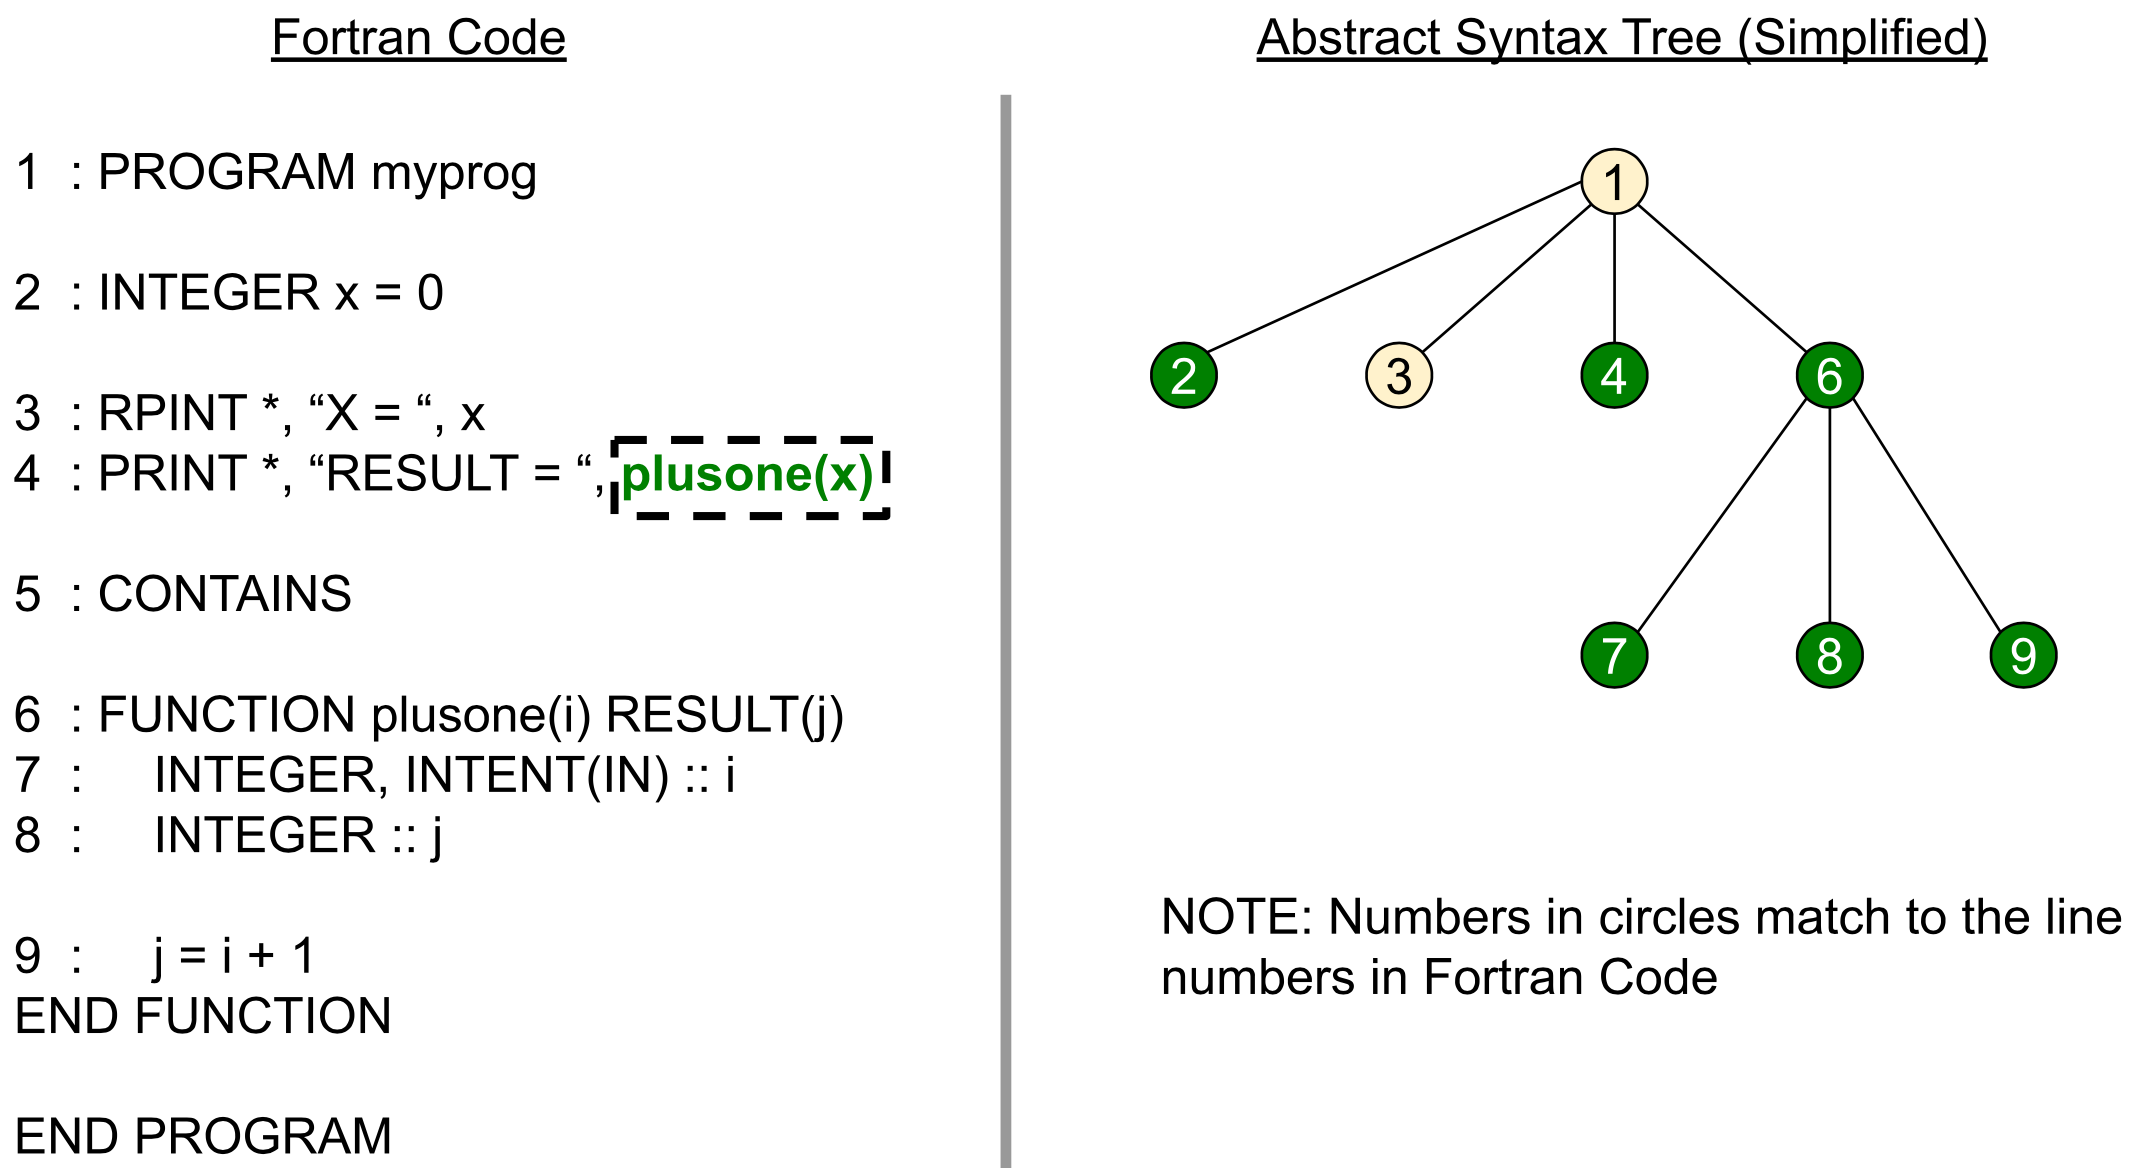 Fortran Code
1 : PROGRAM myprog
2 : INTEGER x = 0
3 : RPINT *, “X = “, x
4 : PRINT *, “RESULT = “, plusone(x)
5 : CONTAINS
6 : FUNCTION plusone(i) RESULT(j)
7 : INTEGER, INTENT(IN) :: i
8 : INTEGER :: j
9 : j = i + 1
END FUNCTION
END PROGRAM
Abstract Syntax Tree (Simplified)
1
2 3 4 6
7 8 9
NOTE: Numbers in circles match to the line
numbers in Fortran Code